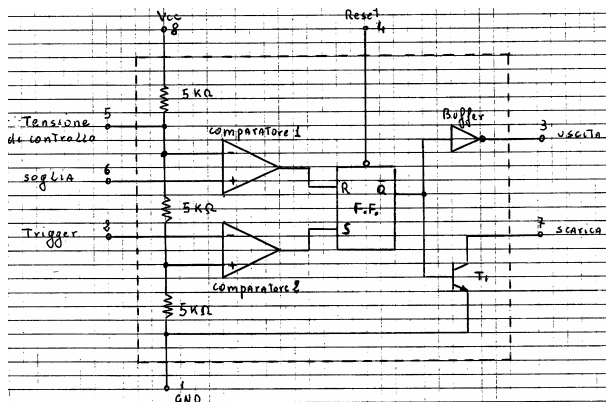 Vcc
8
Reset
4
5KΩ
5
Tensione
di controllo
comparatore 1
Buffer
3
USCITA
6
SOGLIA
-
+
R
Q̅
F.F.
S
5KΩ
2
Trigger
7
SCARICA
-
+
T1
comparatore 2
5KΩ
1
GND